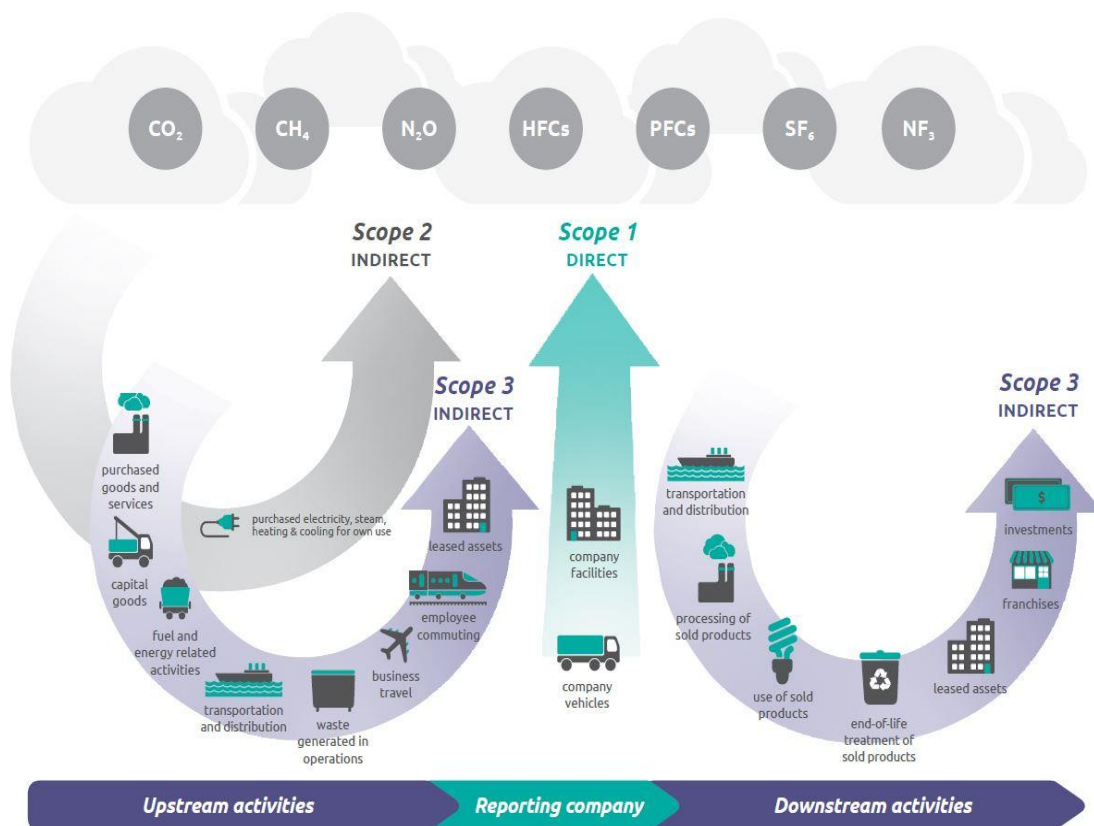 CO₂
CH₄
N₂O
HFCs
PFCs
SF₆
NF₃
Scope 2
INDIRECT
Scope 1
DIRECT
Scope 3
INDIRECT
Scope 3
INDIRECT
purchased
goods and
services
capital
goods
fuel and
energy related
activities
transportation
and distribution
waste
generated in
operations
business
travel
employee
commuting
leased assets
purchased electricity, steam,
heating & cooling for own use
company
facilities
company
vehicles
transportation
and distribution
processing of
sold products
use of sold
products
end-of-life
treatment of
sold products
leased assets
franchises
$
investments
Upstream activities
Reporting company
Downstream activities